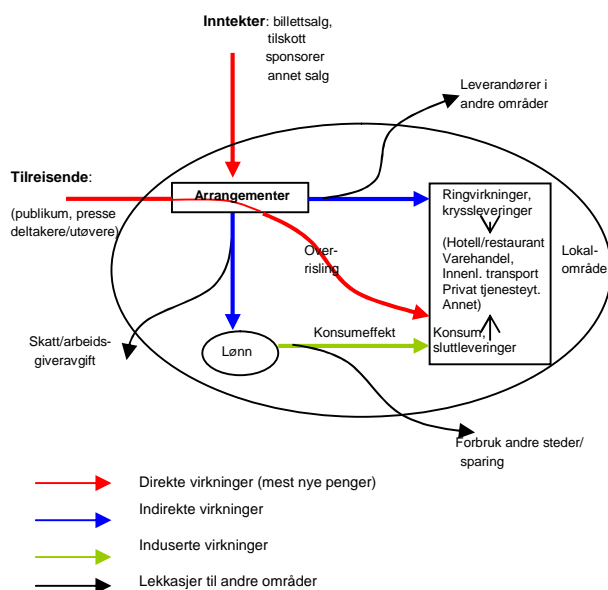 Inntekter: billettsalg,
tilskott
sponsorer
annet salg
Leverandører i
andre områder
Tilreisende:
(publikum, presse
deltakere/utøvere)
Arrangementer
Ringvirkninger,
kryssleveringer
(Hotell/restaurant
Varehandel,
Innenl. transport
Privat tjenesteyt.
Annet)
Konsum,
sluttleveringer
Lokal-
område
Over-
risling
Konsumeffekt
Lønn
Skatt/arbeids-
giveravgift
Forbruk andre steder/
sparing
Direkte virkninger (mest nye penger)
Indirekte virkninger
Induserte virkninger
Lekkasjer til andre områder